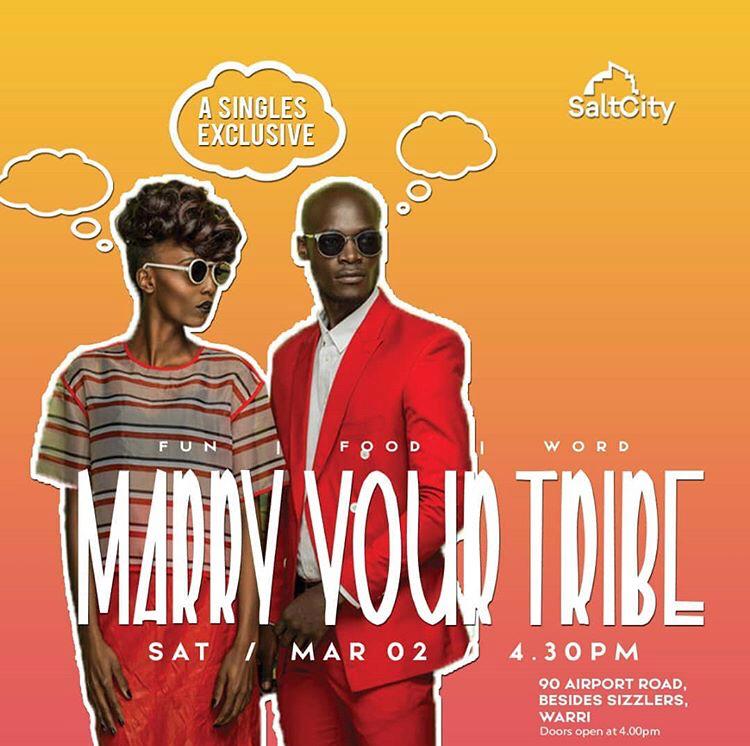 A SINGLES
EXCLUSIVE
SaltCity
FUN | FOOD | WORD
MARRY YOUR TRIBE
SAT / MAR 02 / 4.30PM
90 AIRPORT ROAD,
BESIDES SIZZLERS,
WARRI
Doors open at 4.00pm